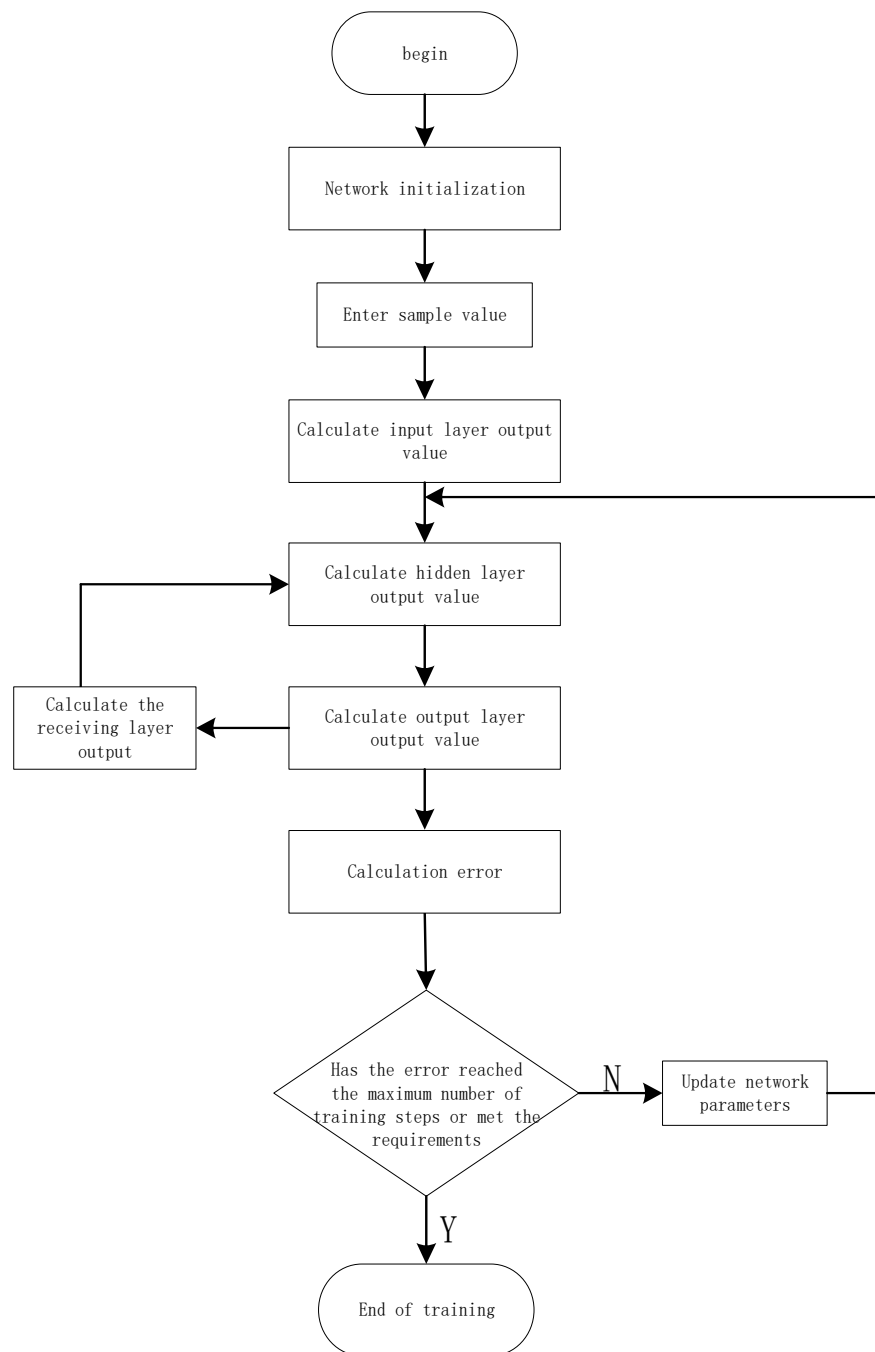 begin
Network initialization
Enter sample value
Calculate input layer output
value
Calculate hidden layer
output value
Calculate the
receiving layer
output
Calculate output layer
output value
Calculation error
Has the error reached
the maximum number of
training steps or met the
requirements
N
Update network
parameters
Y
End of training